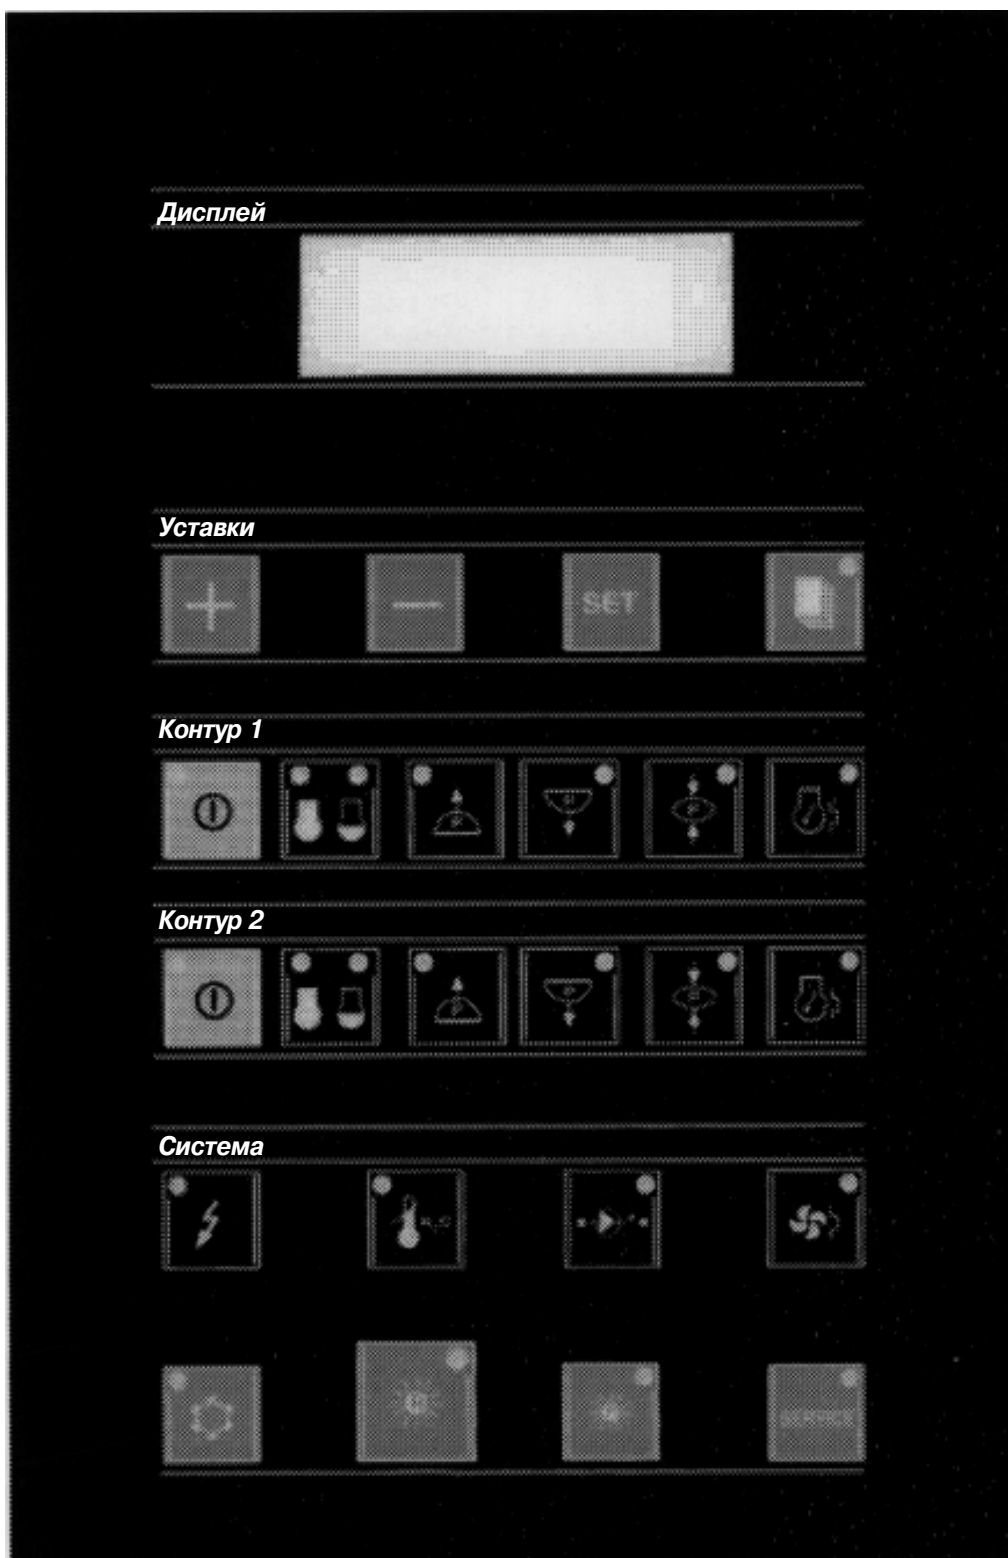 Дисплей
Уставки
SET
Контур 1
Контур 2
Система
SERVICE